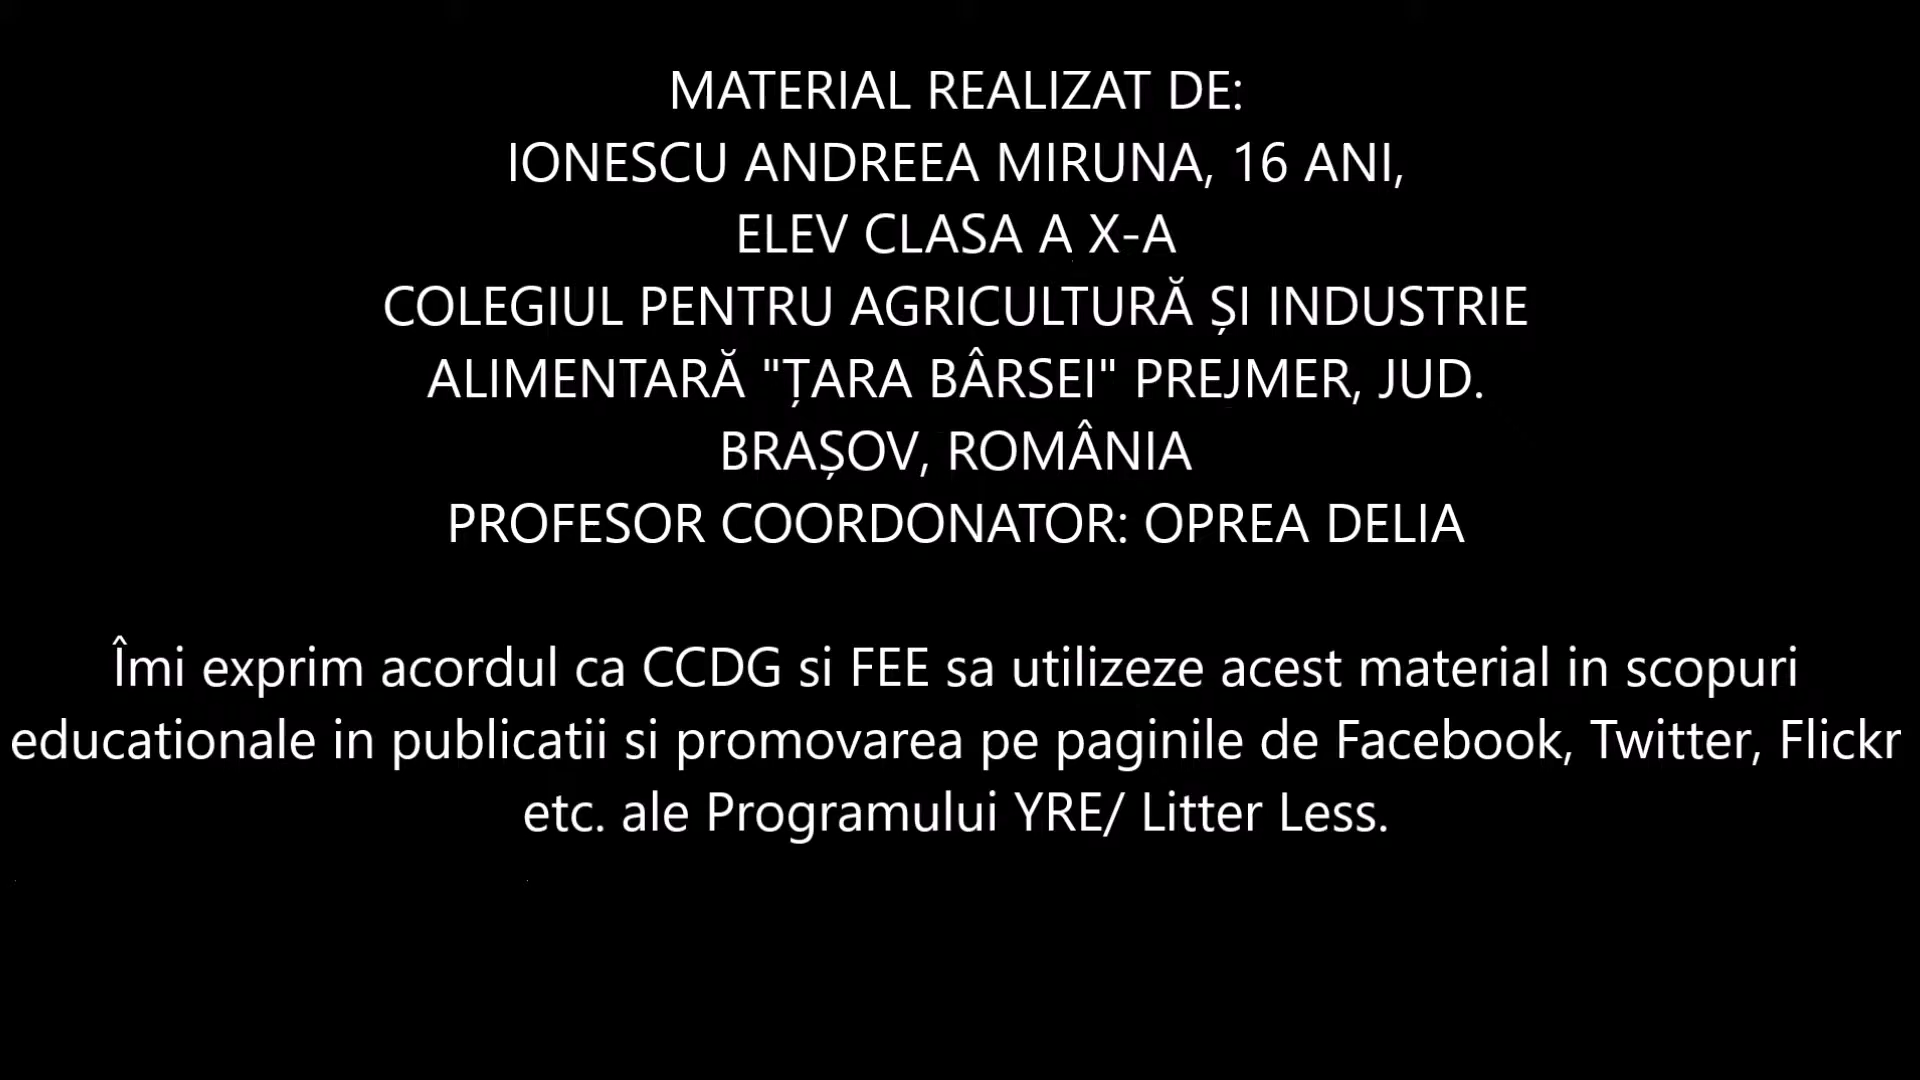 MATERIAL REALIZAT DE:
IONESCU ANDREEA MIRUNA, 16 ANI,
ELEV CLASA A X-A
COLEGIUL PENTRU AGRICULTURĂ ȘI INDUSTRIE
ALIMENTARĂ "ȚARA BÂRSEI" PREJMER, JUD.
BRAȘOV, ROMÂNIA
PROFESOR COORDONATOR: OPREA DELIA
Îmi exprim acordul ca CCDG si FEE sa utilizeze acest material in scopuri
educationale in publicatii si promovarea pe paginile de Facebook, Twitter, Flickr
etc. ale Programului YRE/ Litter Less.